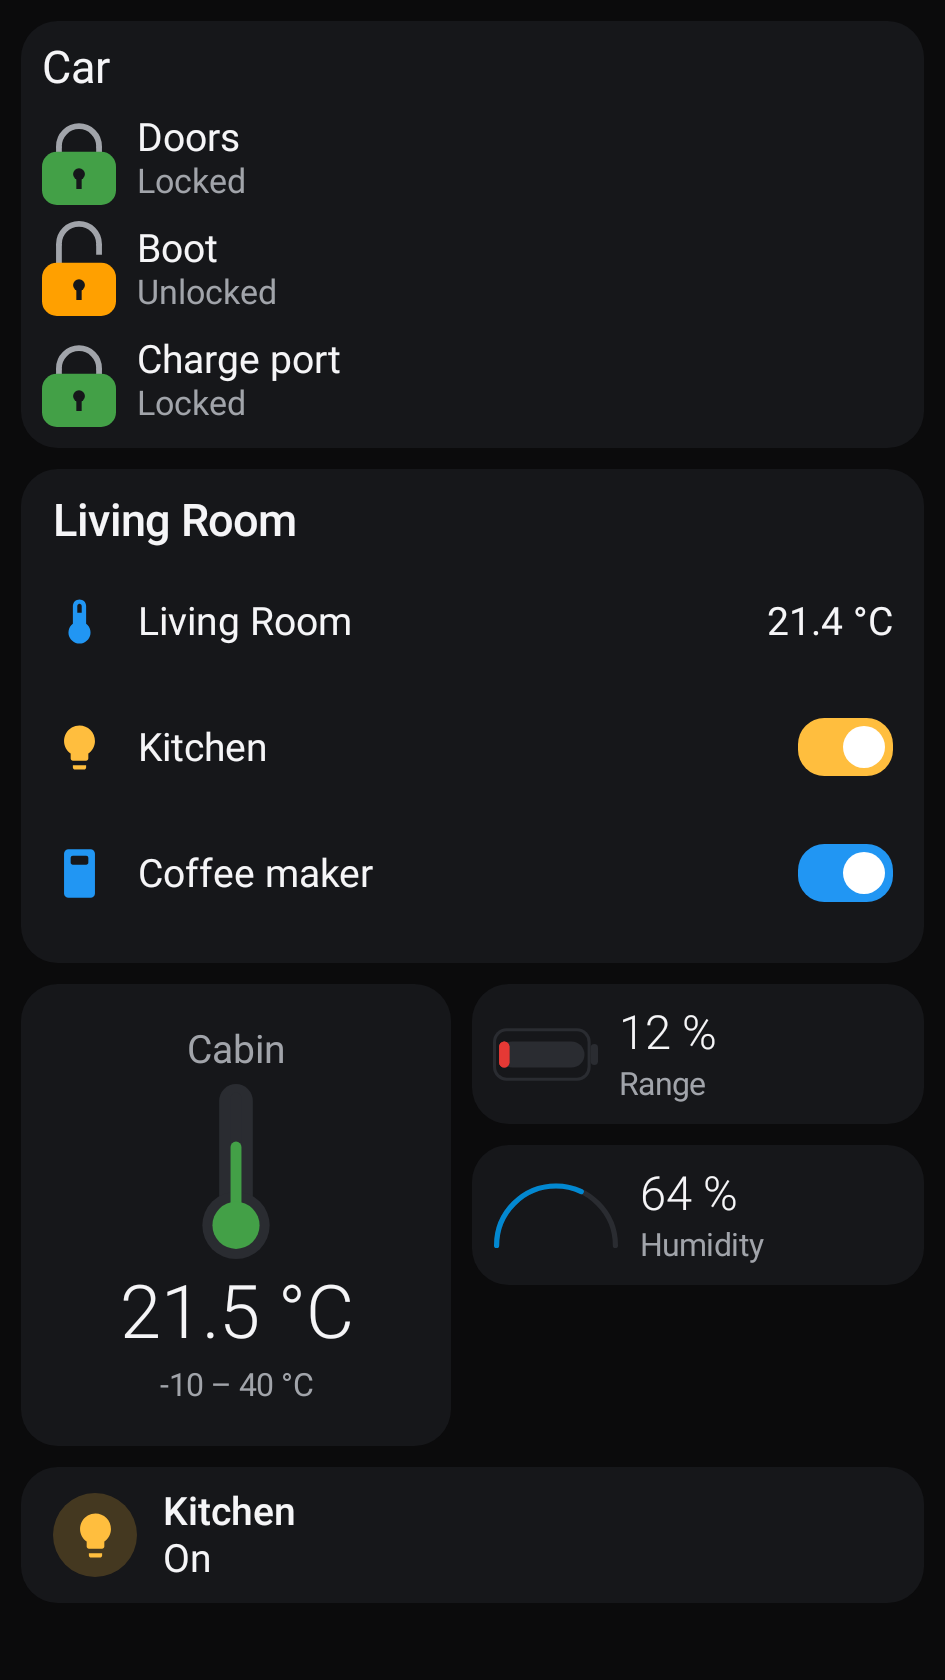 Car
Doors
Locked
Boot
Unlocked
Charge port
Locked
Living Room
Living Room 21.4 °C
Kitchen
Coffee maker
Cabin
21.5 °C
-10 – 40 °C
12 %
Range
64 %
Humidity
Kitchen
On